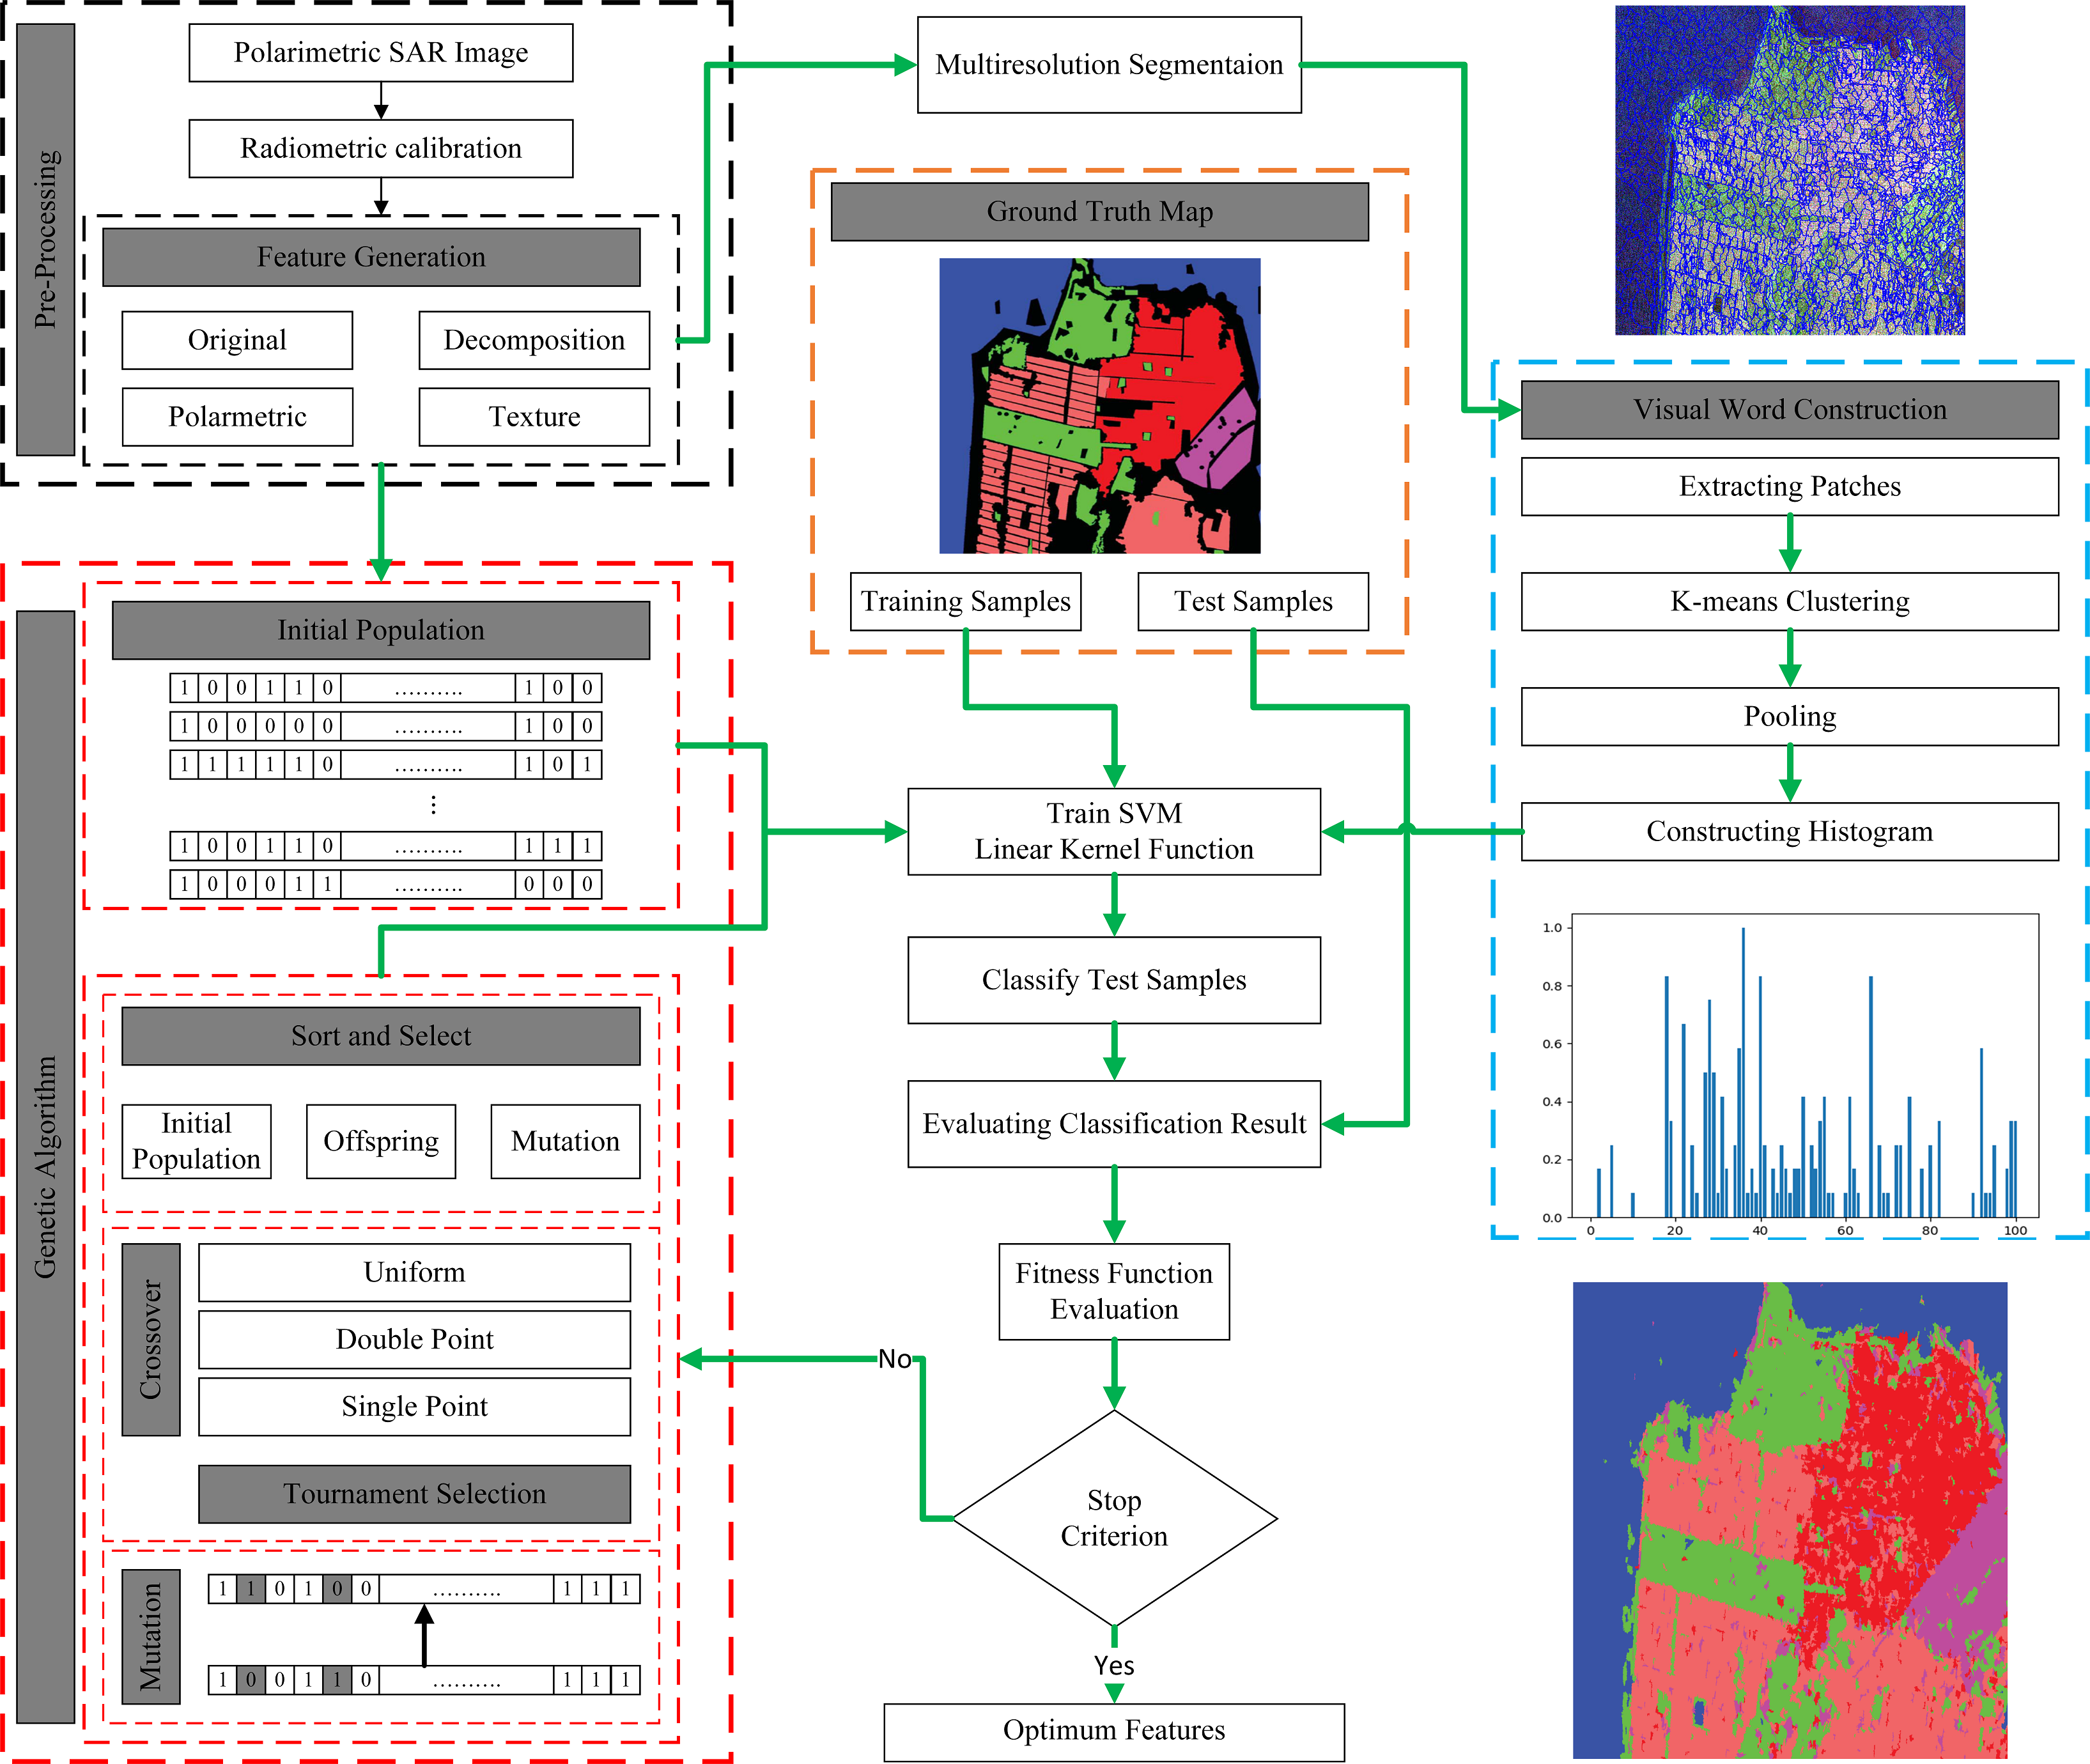 Pre-Processing
Polarimetric SAR Image
Radiometric calibration
Feature Generation
Original
Decomposition
Polarmetric
Texture
Multiresolution Segmentaion
Ground Truth Map
Training Samples
Test Samples
Visual Word Construction
Extracting Patches
K-means Clustering
Pooling
Constructing Histogram
1.0
0.8
0.6
0.4
0.2
0.0
0 20 40 60 80 100
Genetic Algorithm
Initial Population
1 0 0 1 1 0 .......... 1 0 0
1 0 0 0 0 0 .......... 1 0 0
1 1 1 1 1 0 .......... 1 0 1
⋮
1 0 0 1 1 0 .......... 1 1 1
1 0 0 0 1 1 .......... 0 0 0
Sort and Select
Initial
Population
Offspring
Mutation
Crossover
Uniform
Double Point
Single Point
Tournament Selection
Mutation
1 1 0 1 0 0 .......... 1 1 1
1 0 0 1 1 0 .......... 1 1 1
Train SVM
Linear Kernel Function
Classify Test Samples
Evaluating Classification Result
Fitness Function
Evaluation
No
Stop
Criterion
Yes
Optimum Features